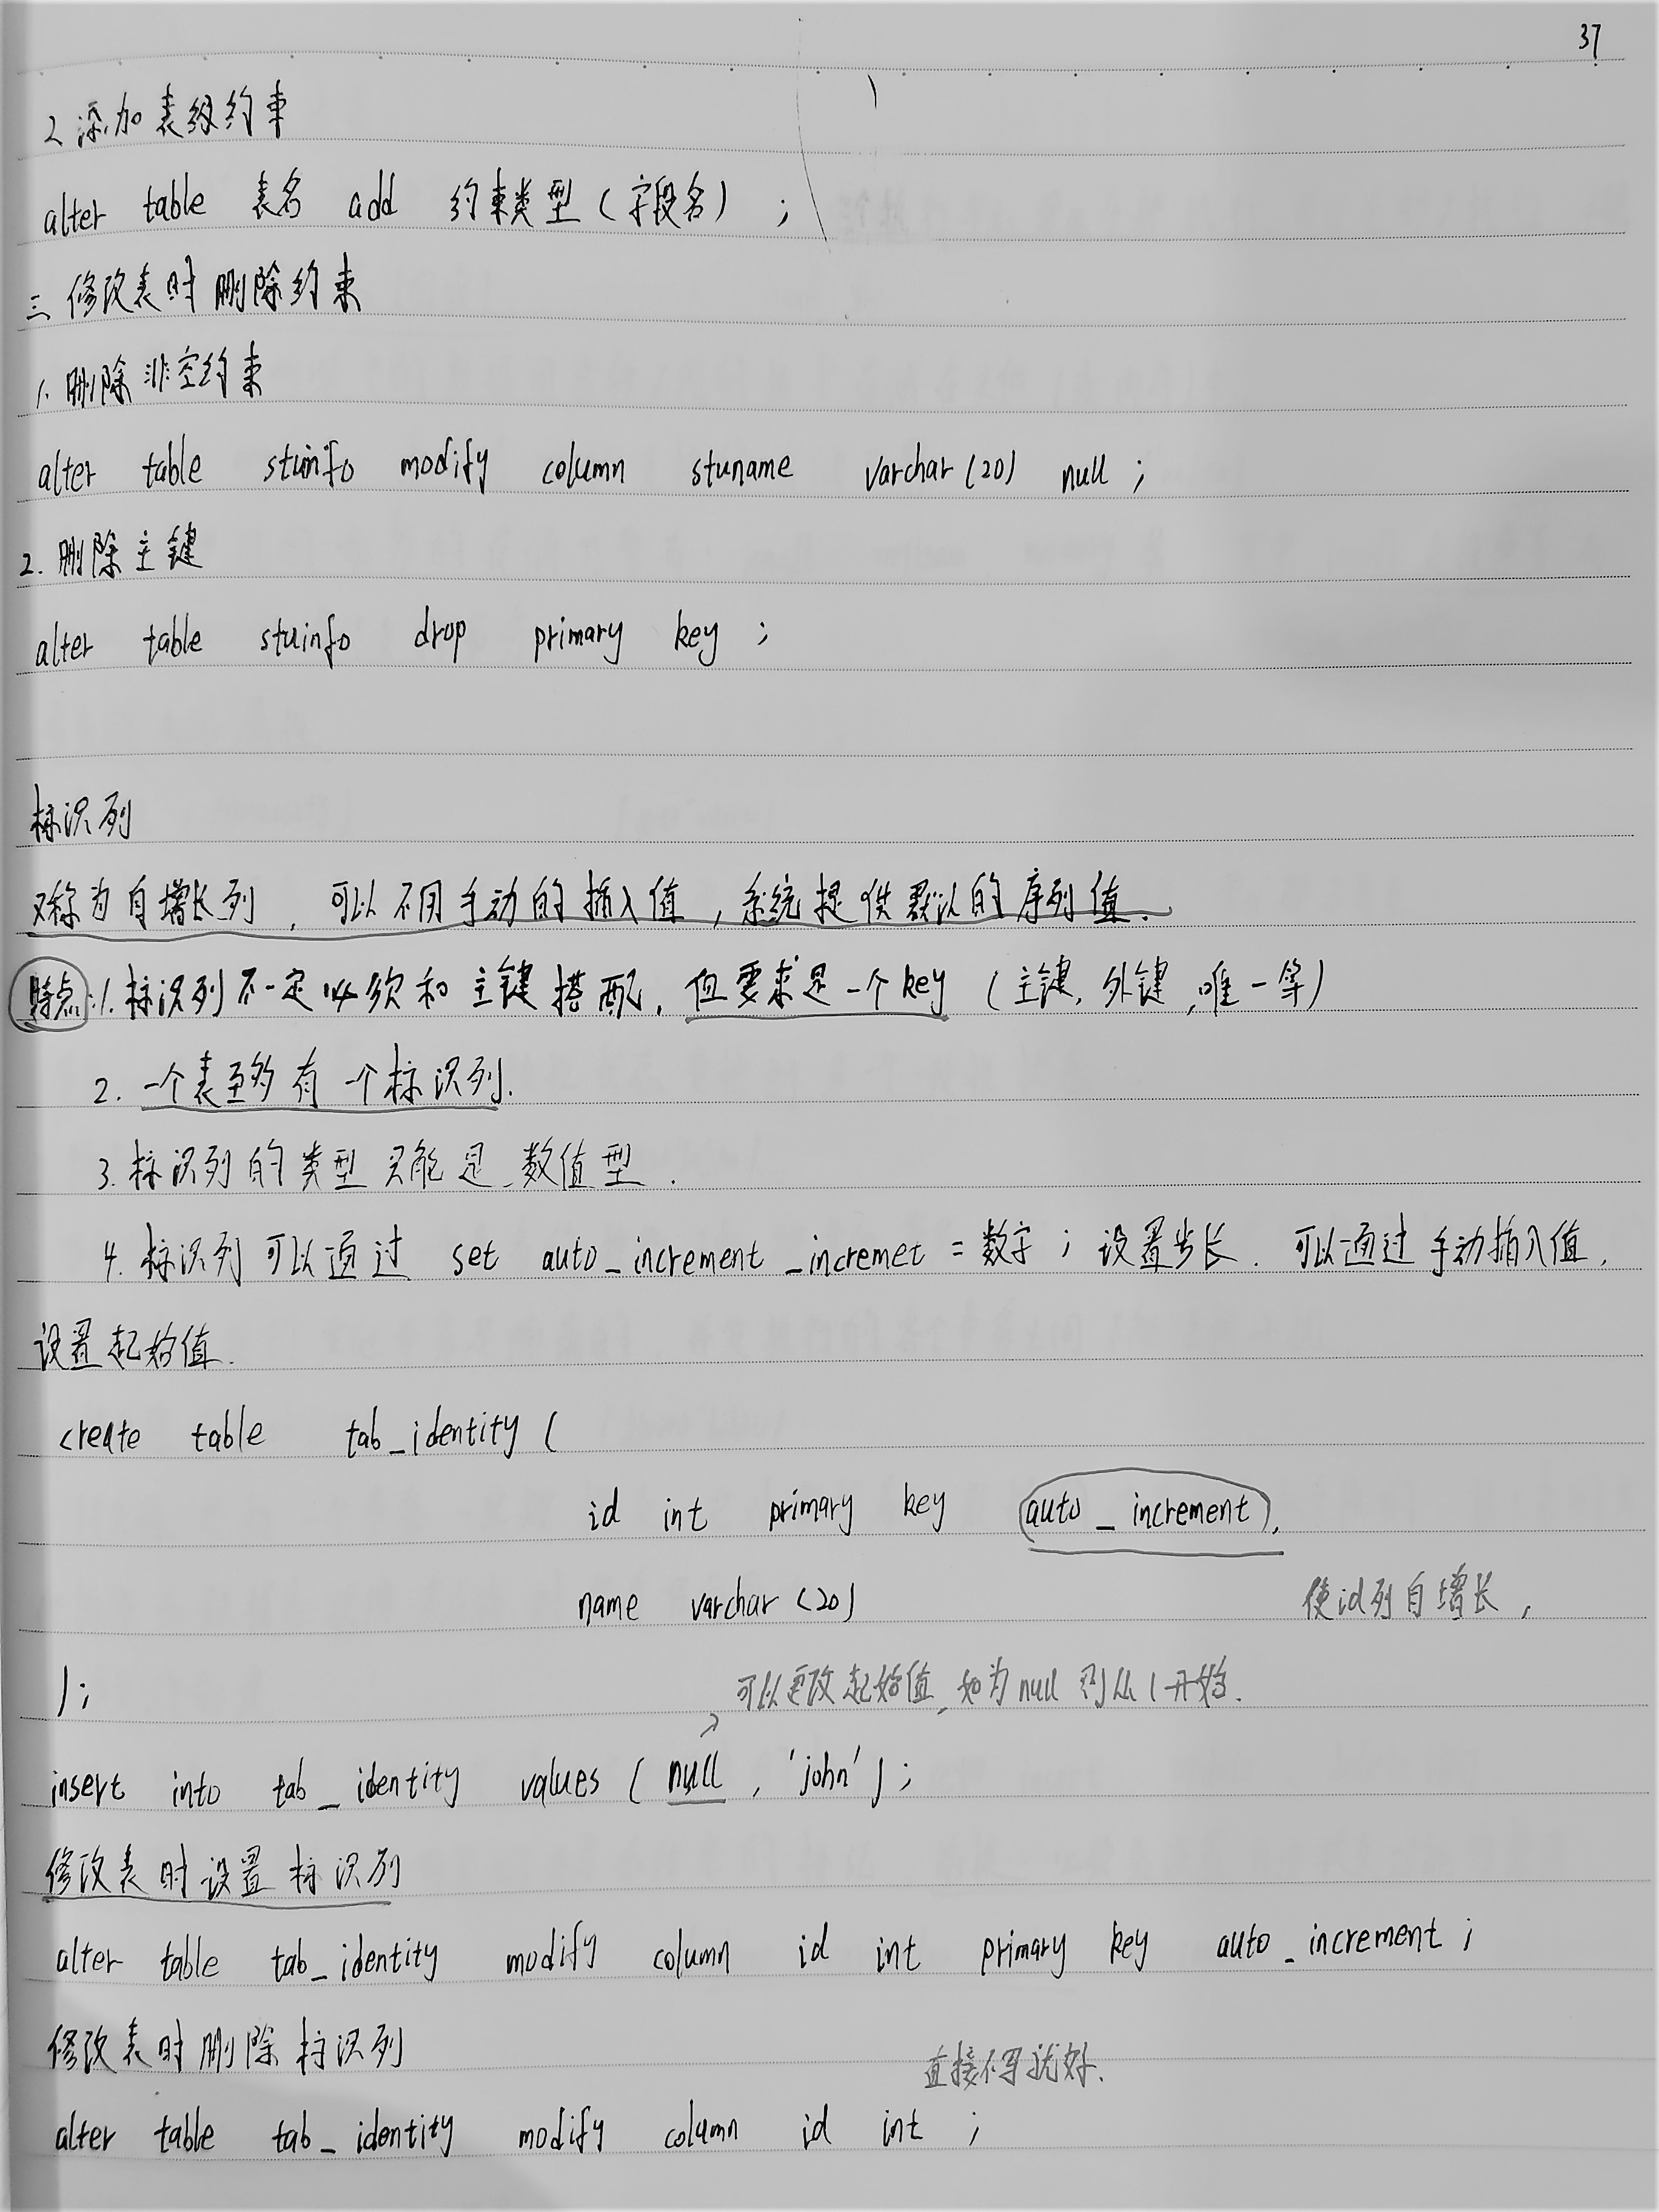 37
2 添加表级约束
alter table 表名 add 约束类型(字段名) ;
三 修改表时删除约束
1. 删除非空约束
alter table stuinfo modify column stuname varchar(20) null ;
2. 删除主键
alter table stuinfo drop primary key ;
标识列
又称为自增长列 , 可以不用手动的插入值 , 系统提供默认的序列值 .
特点: 1. 标识列不一定必须和主键搭配 , 但要求是一个key (主键, 外键, 唯一等)
2. 一个表至多有一个标识列.
3. 标识列的类型只能是数值型 .
4. 标识列可以通过 set auto_increment_incremet = 数字 ; 设置步长 . 可以通过手动插入值,
设置起始值.
create table tab_identity (
id int primary key auto_increment,
name varchar(20)
使id列自增长 ,
);
可以更改起始值, 如为null 则从1开始.
insert into tab_identity values ( null , 'john' ) ;
修改表时设置标识列
alter table tab_identity modify column id int primary key auto_increment ;
修改表时删除标识列
直接不写就好.
alter table tab_identity modify column id int ;